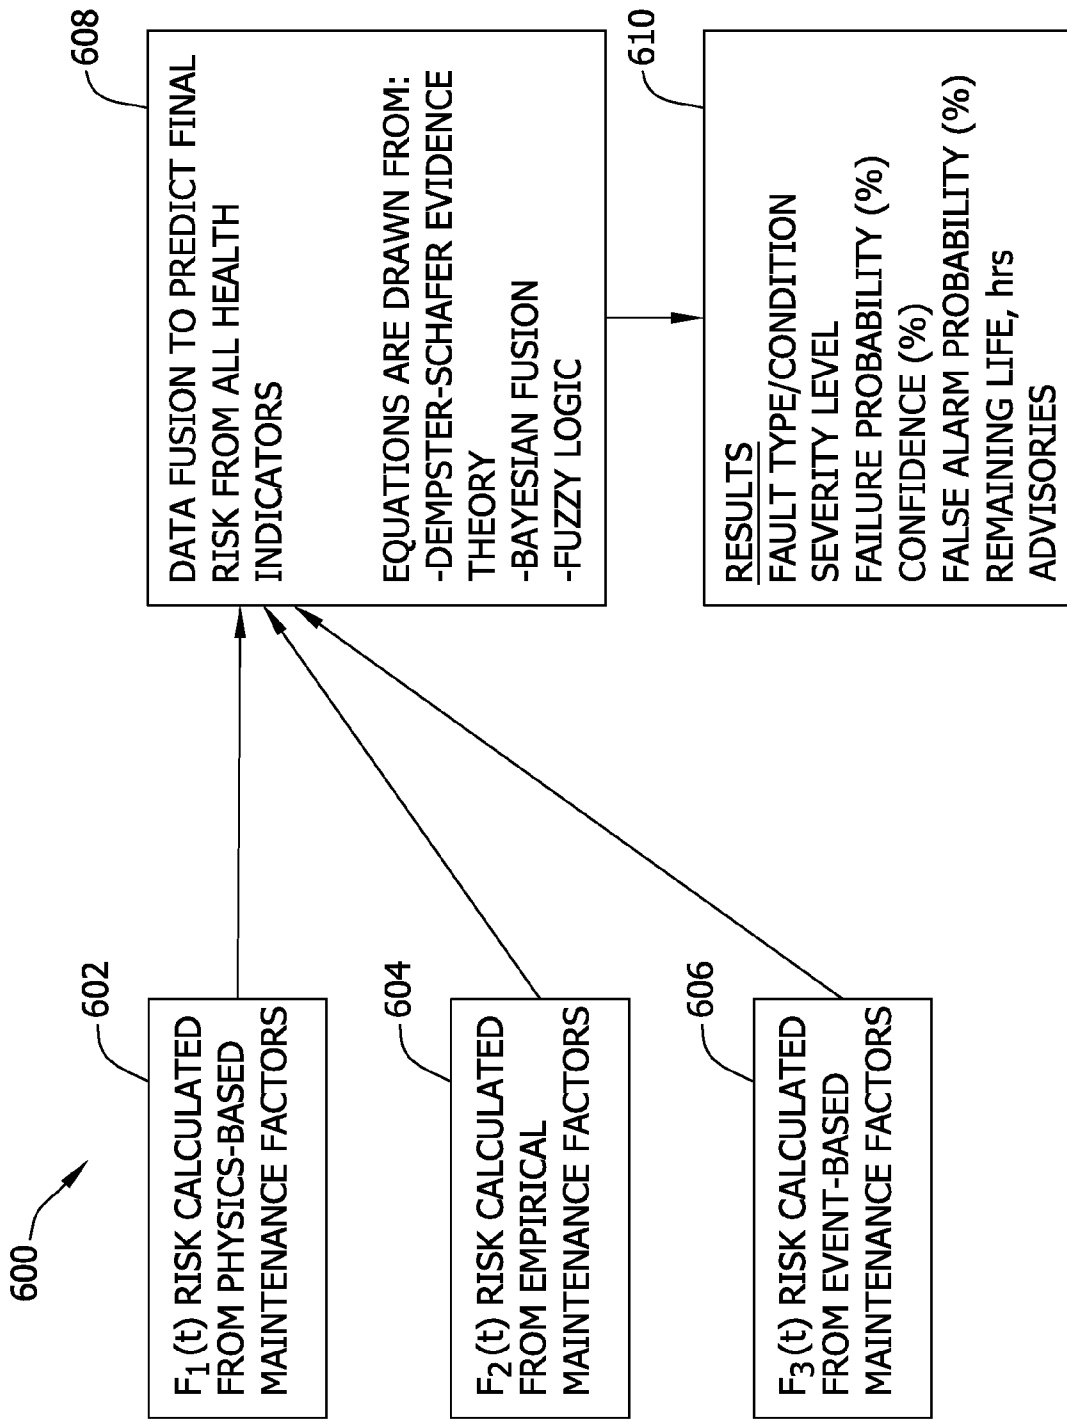 600
602
F1(t) RISK CALCULATED
FROM PHYSICS-BASED
MAINTENANCE FACTORS
604
F2(t) RISK CALCULATED
FROM EMPIRICAL
MAINTENANCE FACTORS
606
F3(t) RISK CALCULATED
FROM EVENT-BASED
MAINTENANCE FACTORS
608
DATA FUSION TO PREDICT FINAL
RISK FROM ALL HEALTH
INDICATORS
EQUATIONS ARE DRAWN FROM:
-DEMPSTER-SCHAFER EVIDENCE
THEORY
-BAYESIAN FUSION
-FUZZY LOGIC
610
RESULTS
FAULT TYPE/CONDITION
SEVERITY LEVEL
FAILURE PROBABILITY (%)
CONFIDENCE (%)
FALSE ALARM PROBABILITY (%)
REMAINING LIFE, hrs
ADVISORIES